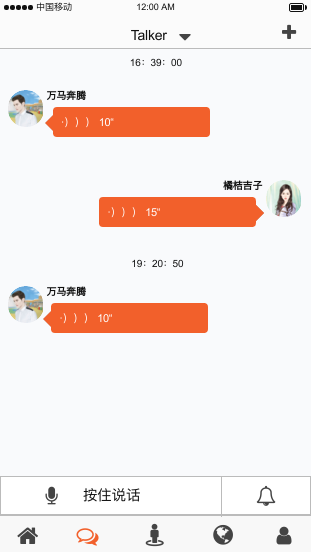 中国移动 12:00 AM
Talker
16：39：00
万马奔腾
·））） 10"
橘桔吉子
·））） 15"
19：20：50
万马奔腾
·））） 10"
按住说话